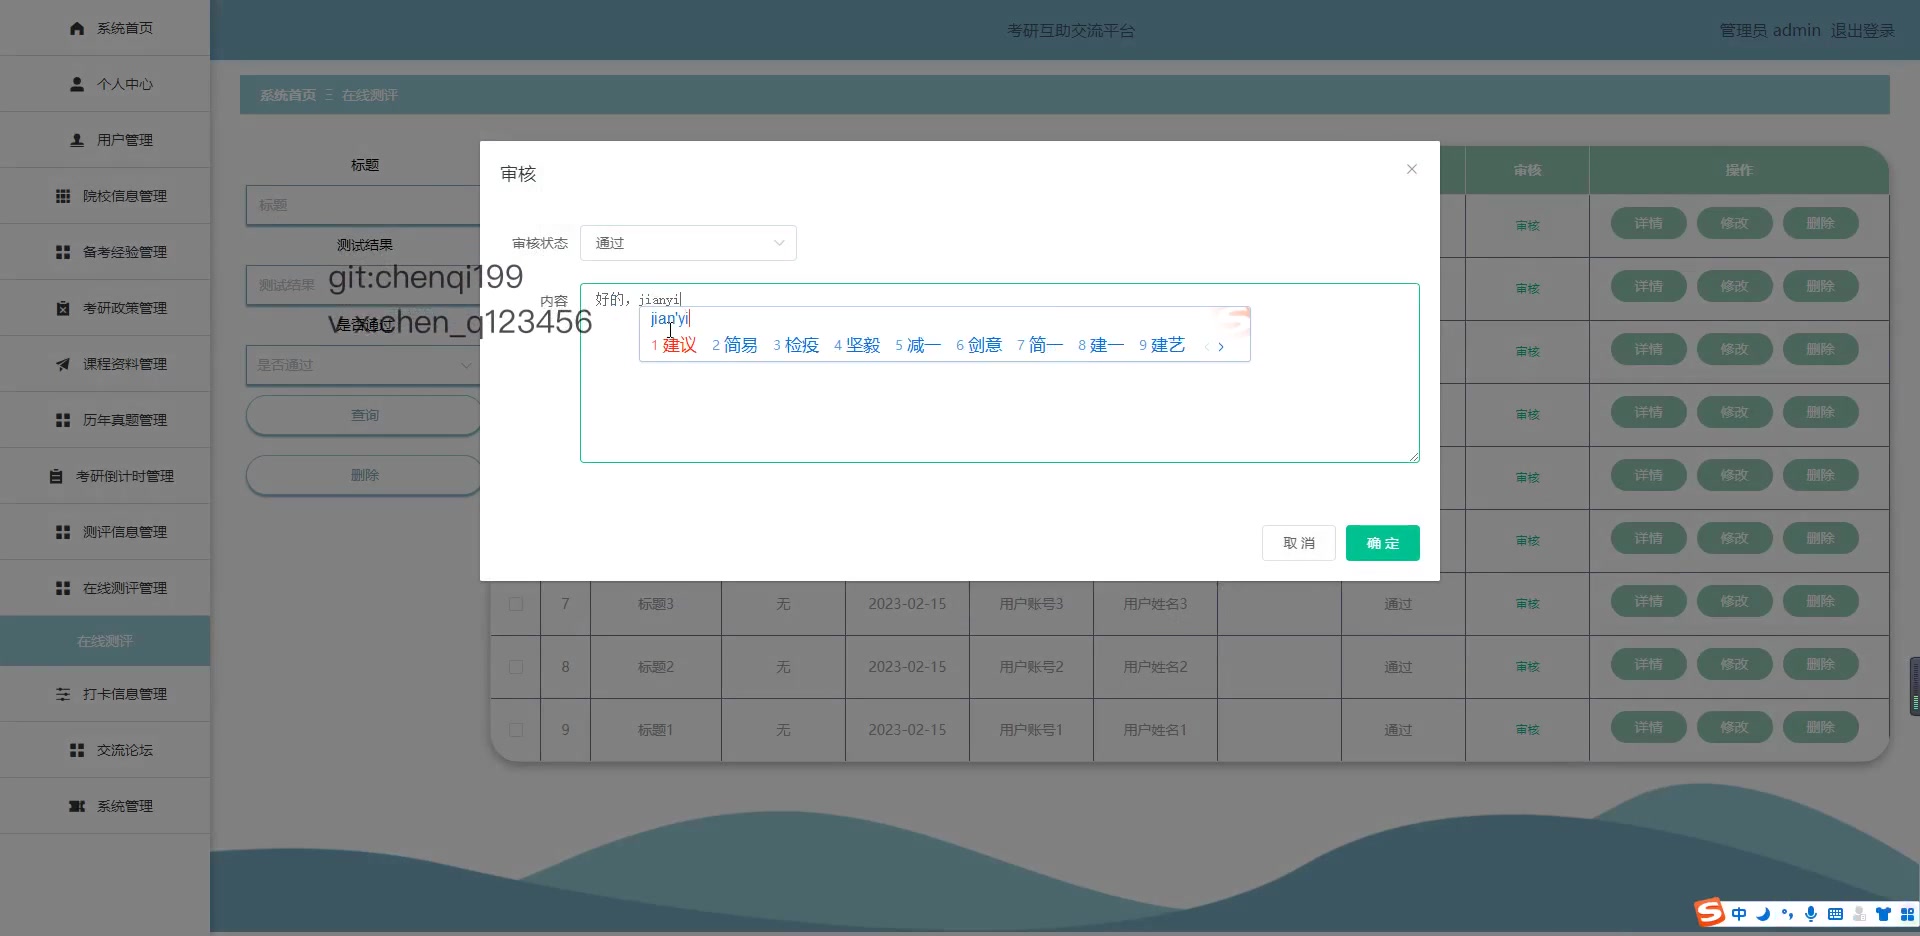 系统首页
个人中心
用户管理
院校信息管理
备考经验管理
考研政策管理
课程资料管理
历年真题管理
考研倒计时管理
测评信息管理
在线测评管理
在线测评
打卡信息管理
交流论坛
系统管理
考研互助交流平台
管理员 admin 退出登录
系统首页 Ξ 在线测评
标题
标题
测试结果
测试结果
git:chenqi199
是否通过
v.x:chen_q123456
是否通过
查询
删除
审核
审核状态 通过
内容 好的，jianyi
jian'yi
1 建议 2 简易 3 检疫 4 坚毅 5 减一 6 剑意 7 简一 8 建一 9 建艺
取消 确定
审核 操作
审核 详情 修改 删除
审核 详情 修改 删除
审核 详情 修改 删除
审核 详情 修改 删除
审核 详情 修改 删除
审核 详情 修改 删除
7 标题3 无 2023-02-15 用户账号3 用户姓名3 通过 审核 详情 修改 删除
8 标题2 无 2023-02-15 用户账号2 用户姓名2 通过 审核 详情 修改 删除
9 标题1 无 2023-02-15 用户账号1 用户姓名1 通过 审核 详情 修改 删除
中